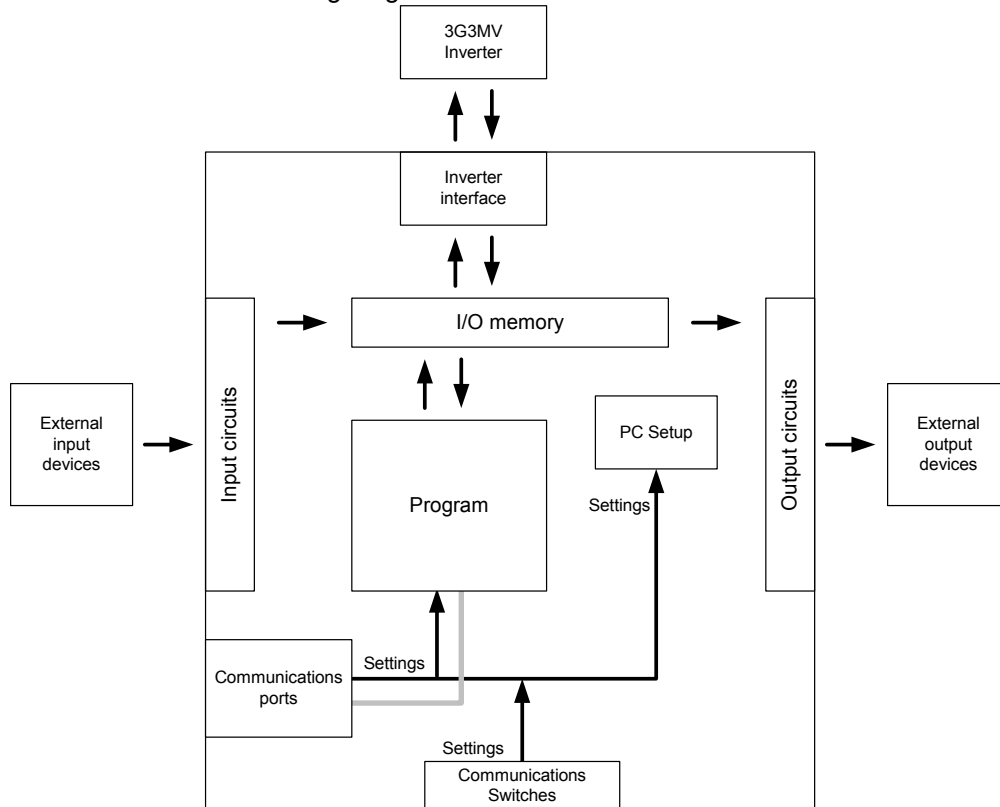 3G3MV
Inverter
Inverter
interface
I/O memory
External
input
devices
Input circuits
Program
PC Setup
Settings
Output circuits
External
output
devices
Communications
ports
Settings
Settings
Communications
Switches